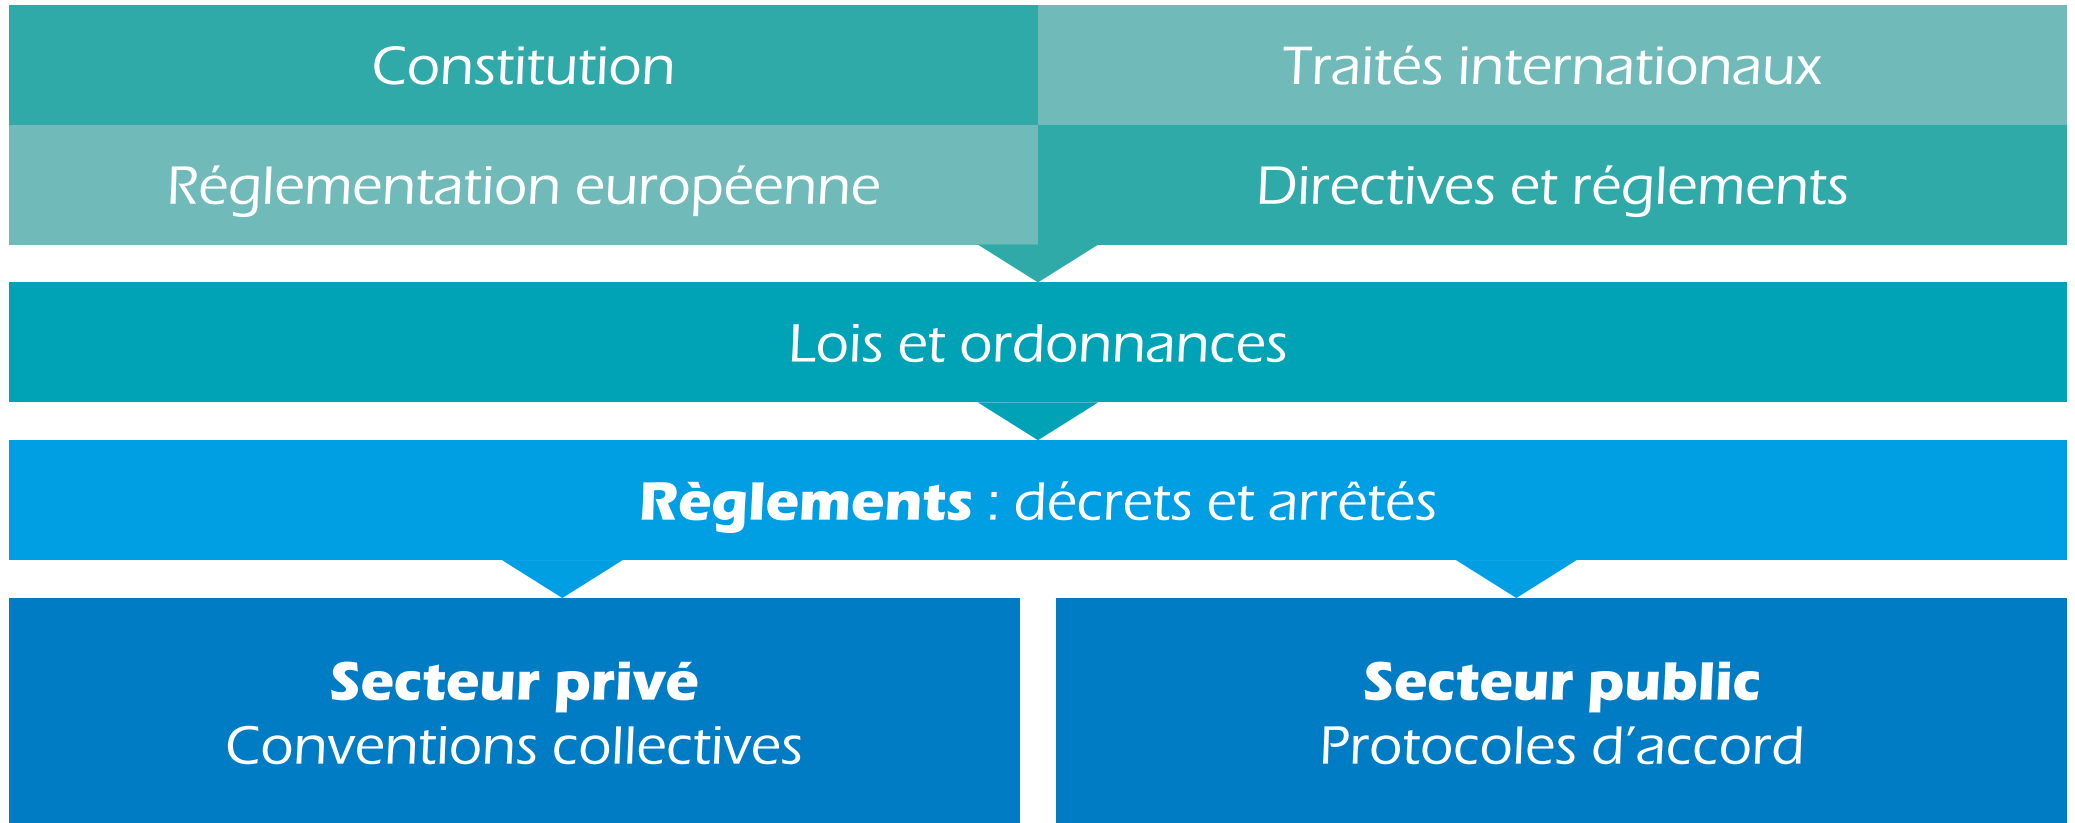 Constitution
Traités internationaux
Réglementation européenne
Directives et réglements
Lois et ordonnances
Règlements : décrets et arrêtés
Secteur privé
Conventions collectives
Secteur public
Protocoles d’accord